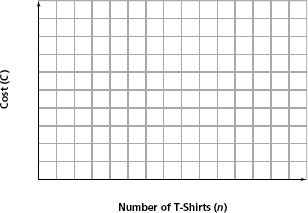 Cost (C)
Number of T-Shirts (n)